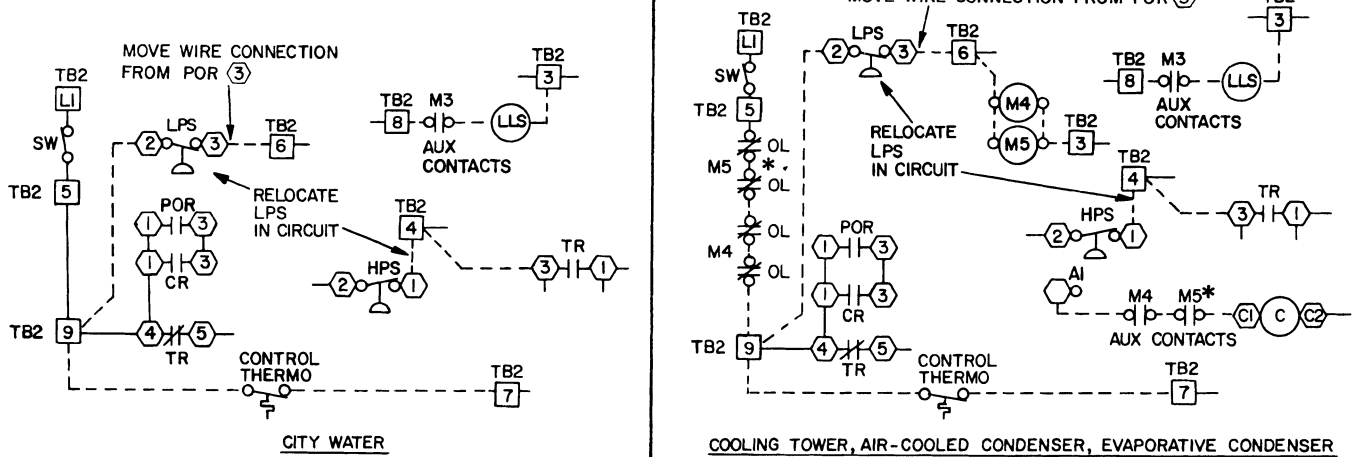 MOVE WIRE CONNECTION
FROM POR 3
TB2
L1
SW
TB2
5
LPS
2
3
TB2
6
TB2
8
M3
AUX
CONTACTS
LLS
TB2
3
RELOCATE
LPS
IN CIRCUIT
POR
1
3
1
3
CR
TB2
4
HPS
2
1
TR
3
1
TB2
9
4
5
TR
CONTROL
THERMO
TB2
7
CITY WATER
MOVE WIRE CONNECTION FROM POR 3
TB2
L1
SW
TB2
5
OL
M5
*
OL
OL
M4
OL
LPS
2
3
TB2
6
M4
M5
TB2
3
TB2
8
M3
AUX
CONTACTS
LLS
TB2
3
RELOCATE
LPS
IN CIRCUIT
TB2
4
HPS
2
1
TR
3
1
POR
1
3
1
3
CR
A1
M4
M5*
C1
C
C2
AUX CONTACTS
TB2
9
4
5
TR
CONTROL
THERMO
TB2
7
COOLING TOWER, AIR-COOLED CONDENSER, EVAPORATIVE CONDENSER